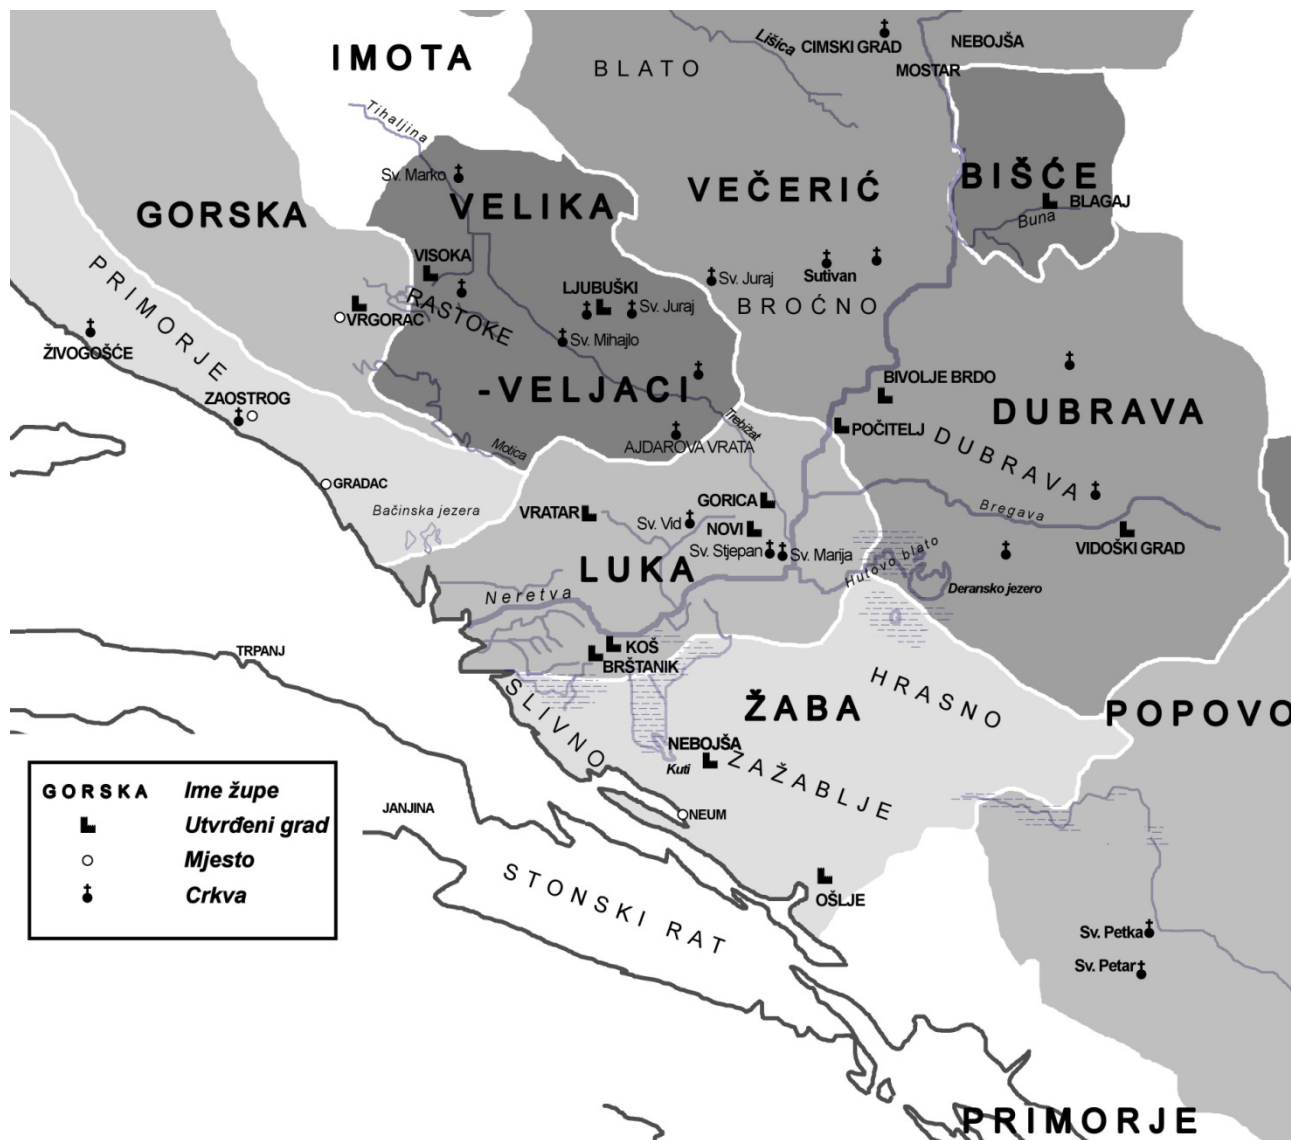 IMOTA
BLATO
Lišica
CIMSKI GRAD
NEBOJŠA
MOSTAR
Tihaljina
Sv. Marko
VELIKA
VEČERIĆ
BIŠĆE
BLAGAJ
Buna
GORSKA
PRIMORJE
VISOKA
RASTOKE
LJUBUŠKI
Sv. Juraj
Sv. Juraj
Sutivan
BROĆNO
VRGORAC
Sv. Mihajlo
ŽIVOGOŠĆE
ZAOSTROG
-VELJACI
BIVOLJE BRDO
DUBRAVA
Trebižat
POČITELJ
DUBRAVA
AJDAROVA VRATA
Motica
GRADAC
Bačinska jezera
VRATAR
GORICA
Sv. Vid
NOVI
Sv. Stjepan
Sv. Marija
Bregava
VIDOŠKI GRAD
Hutovo blato
Deransko jezero
LUKA
Neretva
KOŠ
BRŠTANIK
TRPANJ
SLIVNO
ŽABA
HRASNO
POPOVO
NEBOJŠA
Kuti
ZAŽABLJE
NEUM
JANJINA
STONSKI RAT
OŠLJE
GORSKA Ime župe
Utvrđeni grad
Mjesto
Crkva
Sv. Petka
Sv. Petar
PRIMORJE